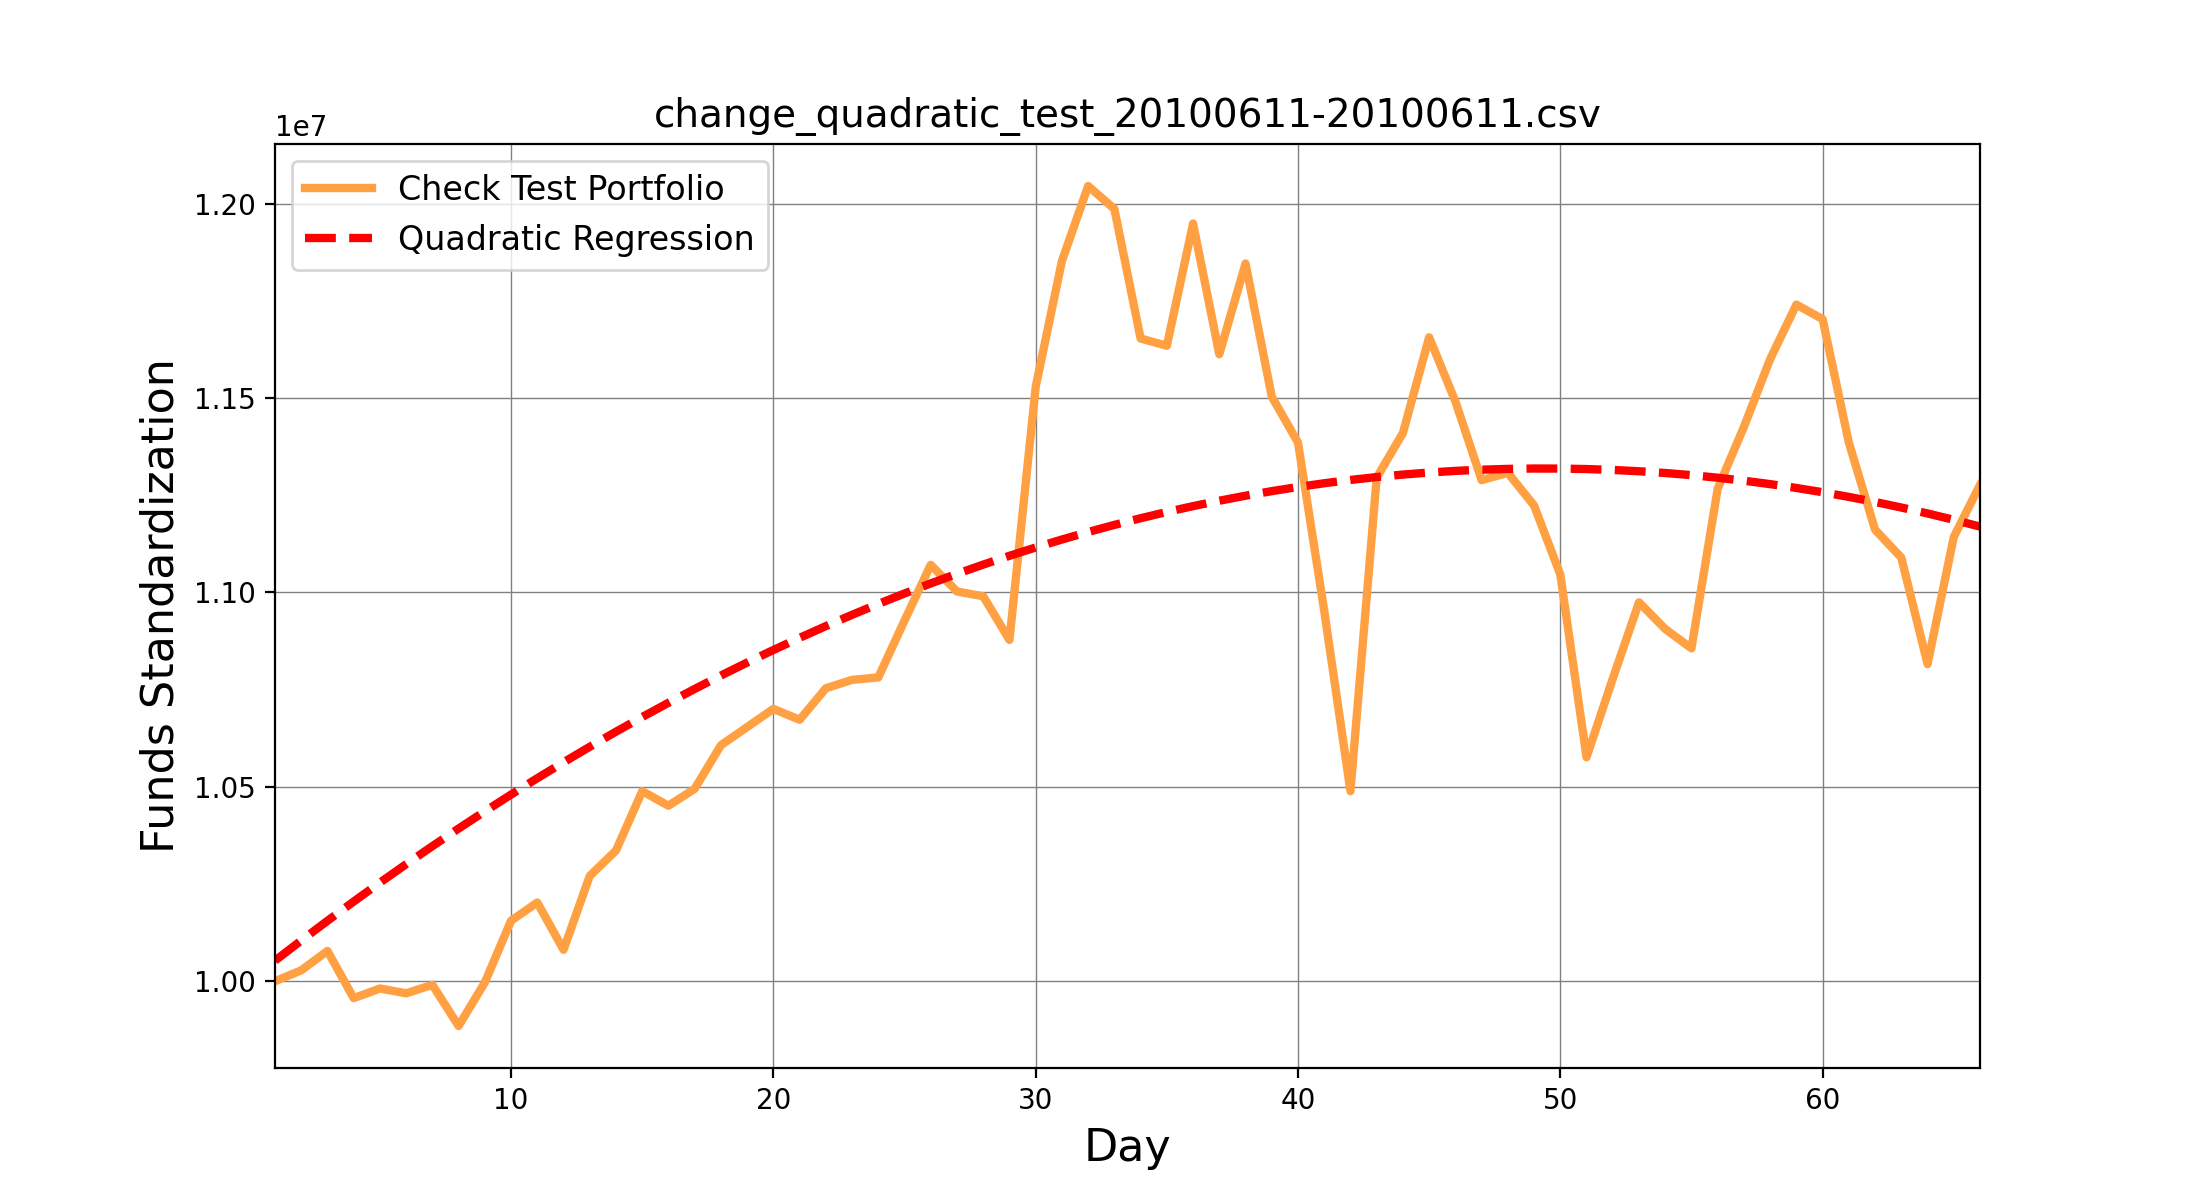 change_quadratic_test_20100611-20100611.csv
1e7
Check Test Portfolio
Quadratic Regression
1.20
1.15
1.10
1.05
1.00
Funds Standardization
10 20 30 40 50 60
Day